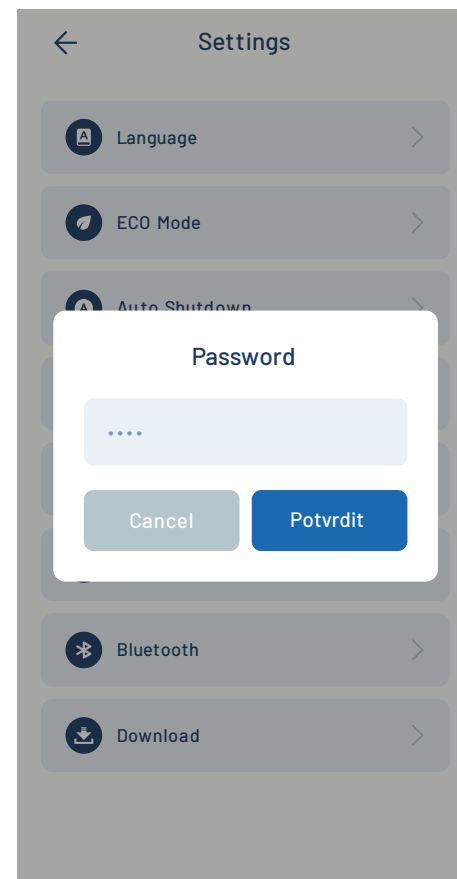 Settings
Language
ECO Mode
Auto Shutdown
Password
••••
Cancel
Potvrdit
Bluetooth
Download